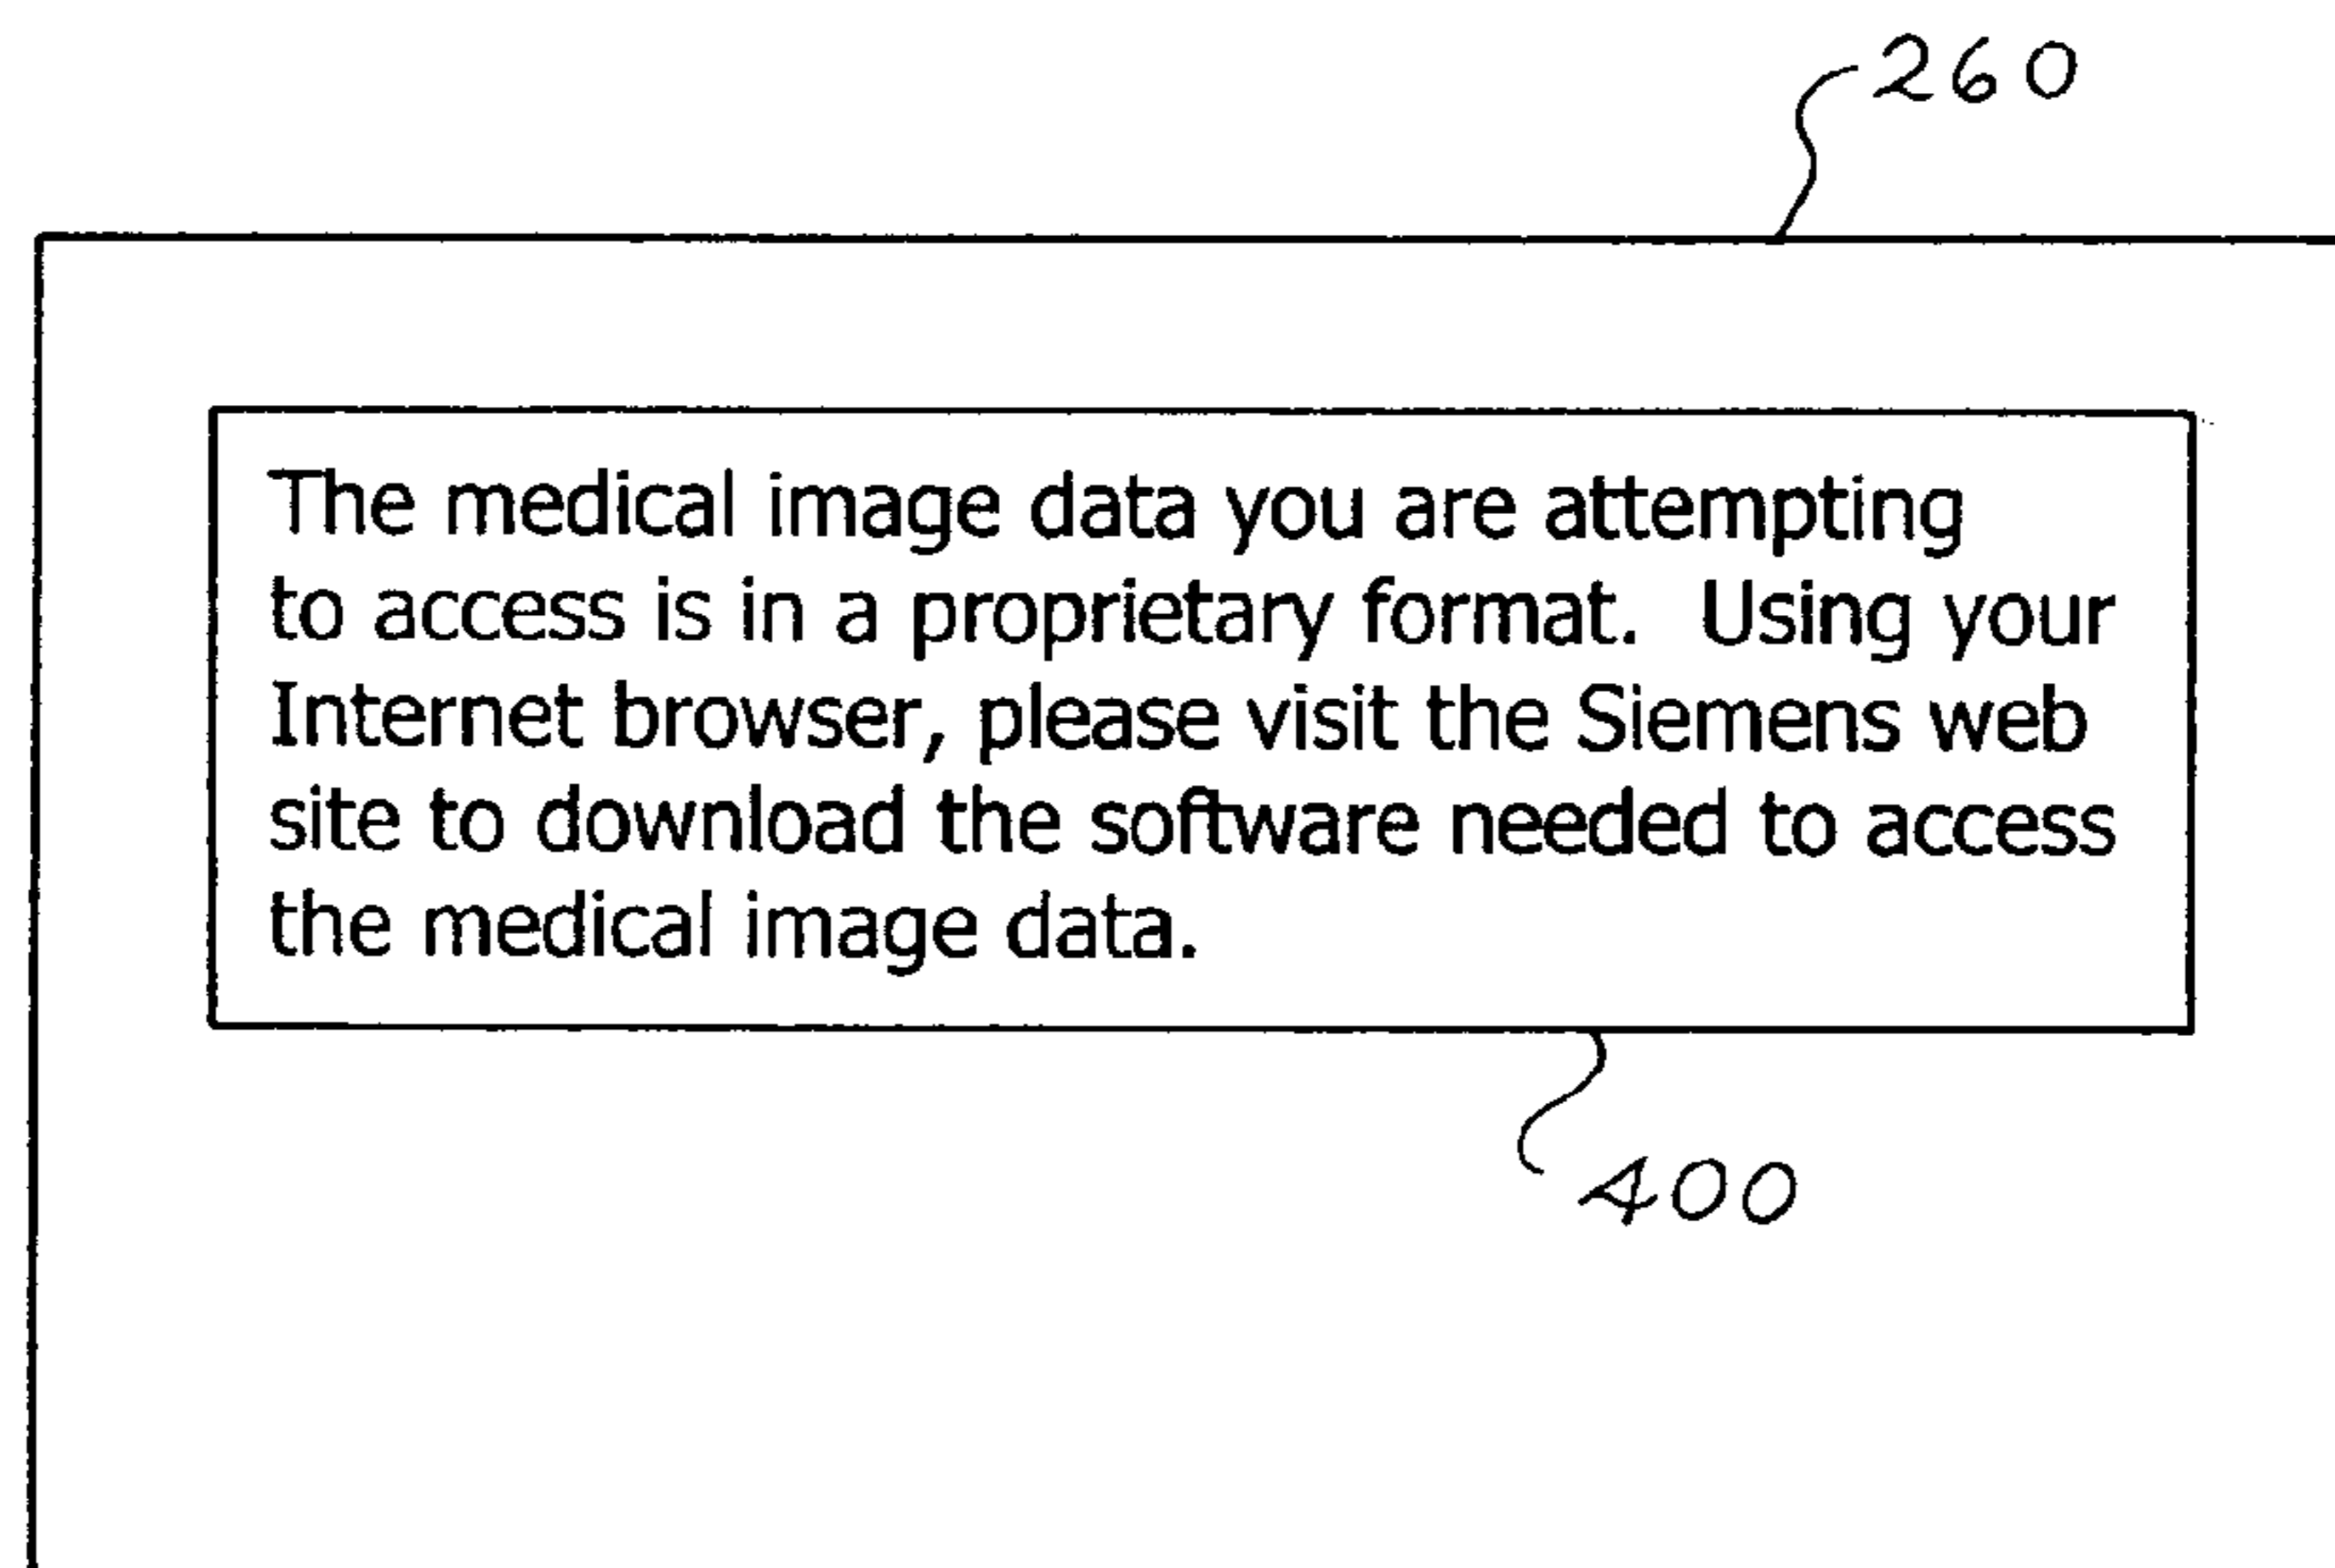 260
The medical image data you are attempting
to access is in a proprietary format.  Using your
Internet browser, please visit the Siemens web
site to download the software needed to access
the medical image data.
400